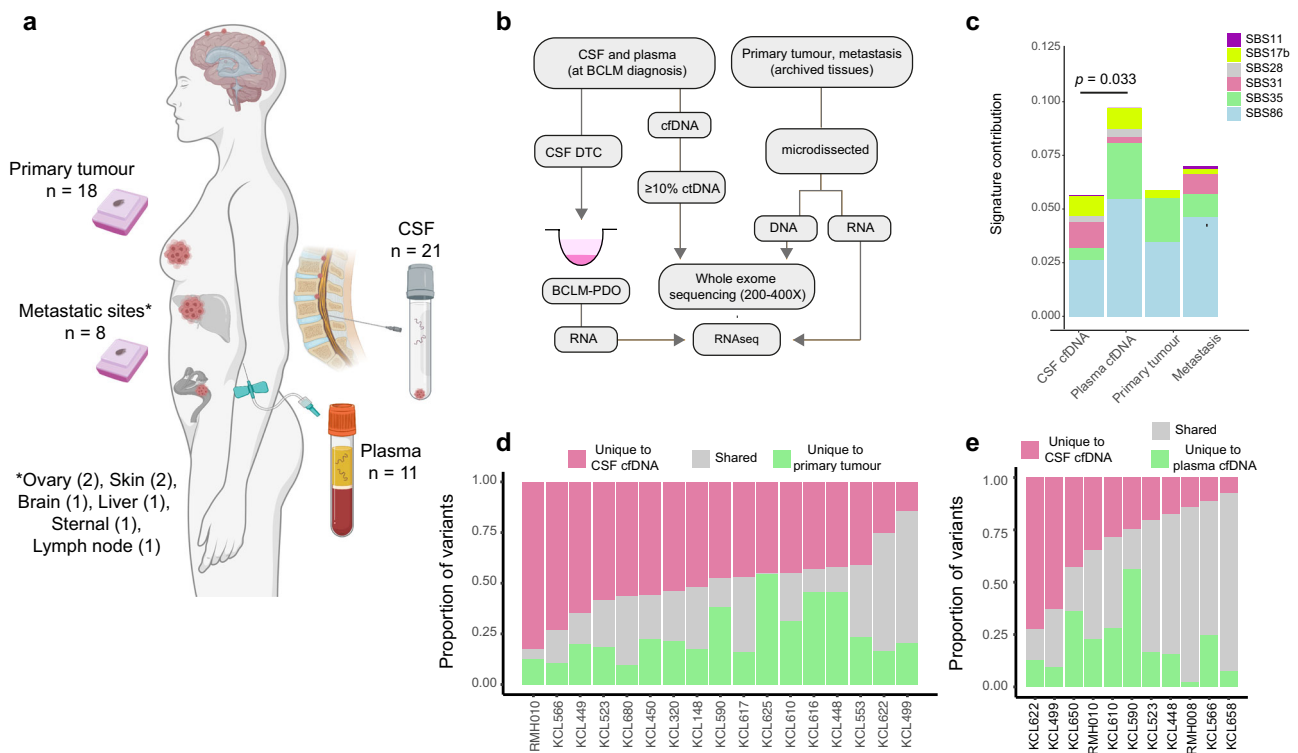 a
Primary tumour
n = 18
Metastatic sites*
n = 8
CSF
n = 21
Plasma
n = 11
*Ovary (2), Skin (2),
Brain (1), Liver (1),
Sternal (1),
Lymph node (1)
b
CSF and plasma
(at BCLM diagnosis)
Primary tumour, metastasis
(archived tissues)
CSF DTC
cfDNA
≥10% ctDNA
microdissected
DNA
RNA
BCLM-PDO
Whole exome
sequencing (200-400X)
RNA
RNAseq
c
SBS11
SBS17b
SBS28
SBS31
SBS35
SBS86
p = 0.033
Signature contribution
0.125
0.100
0.075
0.050
0.025
0.000
CSF cfDNA
Plasma cfDNA
Primary tumour
Metastasis
d
Unique to
CSF cfDNA
Shared
Unique to
primary tumour
Proportion of variants
1.00
0.75
0.50
0.25
0.00
RMH010
KCL566
KCL449
KCL523
KCL680
KCL450
KCL320
KCL148
KCL590
KCL617
KCL625
KCL610
KCL616
KCL448
KCL553
KCL622
KCL499
e
Unique to
CSF cfDNA
Shared
Unique to
plasma cfDNA
Proportion of variants
1.00
0.75
0.50
0.25
0.00
KCL622
KCL499
KCL650
RMH010
KCL610
KCL590
KCL523
KCL448
RMH008
KCL566
KCL658